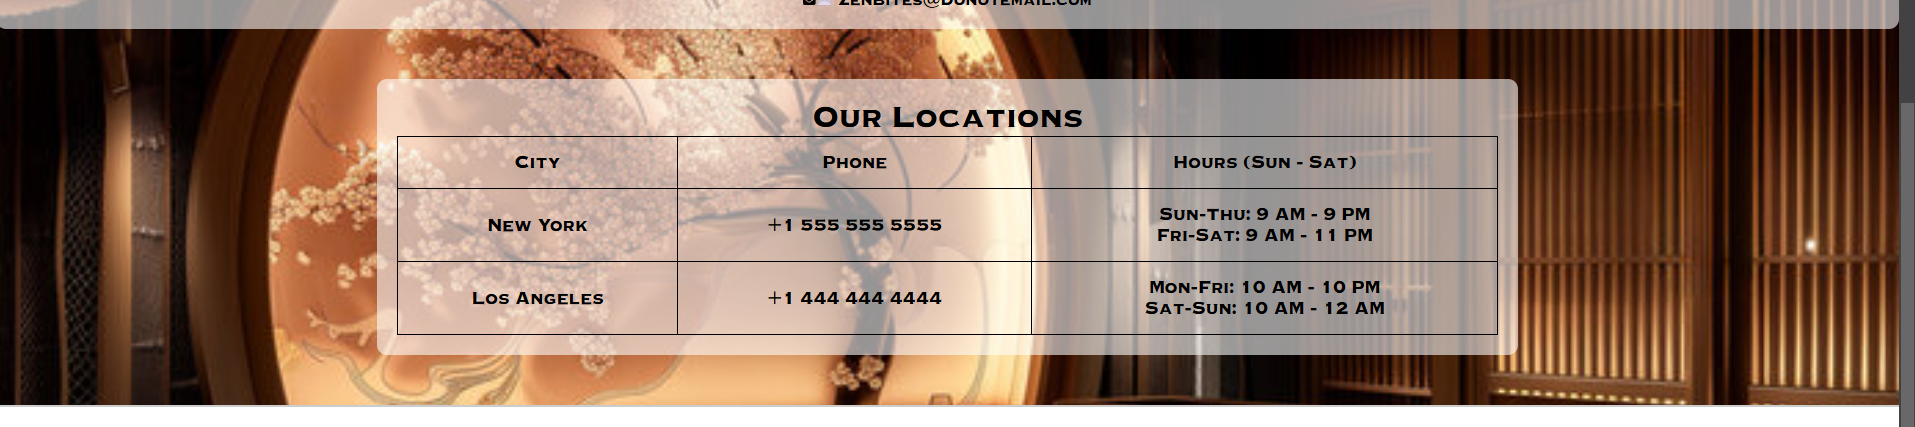 ZENBITES@DONOTEMAIL.COM
OUR LOCATIONS
CITY PHONE HOURS (SUN - SAT)
NEW YORK +1 555 555 5555 SUN-THU: 9 AM - 9 PM
FRI-SAT: 9 AM - 11 PM
LOS ANGELES +1 444 444 4444 MON-FRI: 10 AM - 10 PM
SAT-SUN: 10 AM - 12 AM